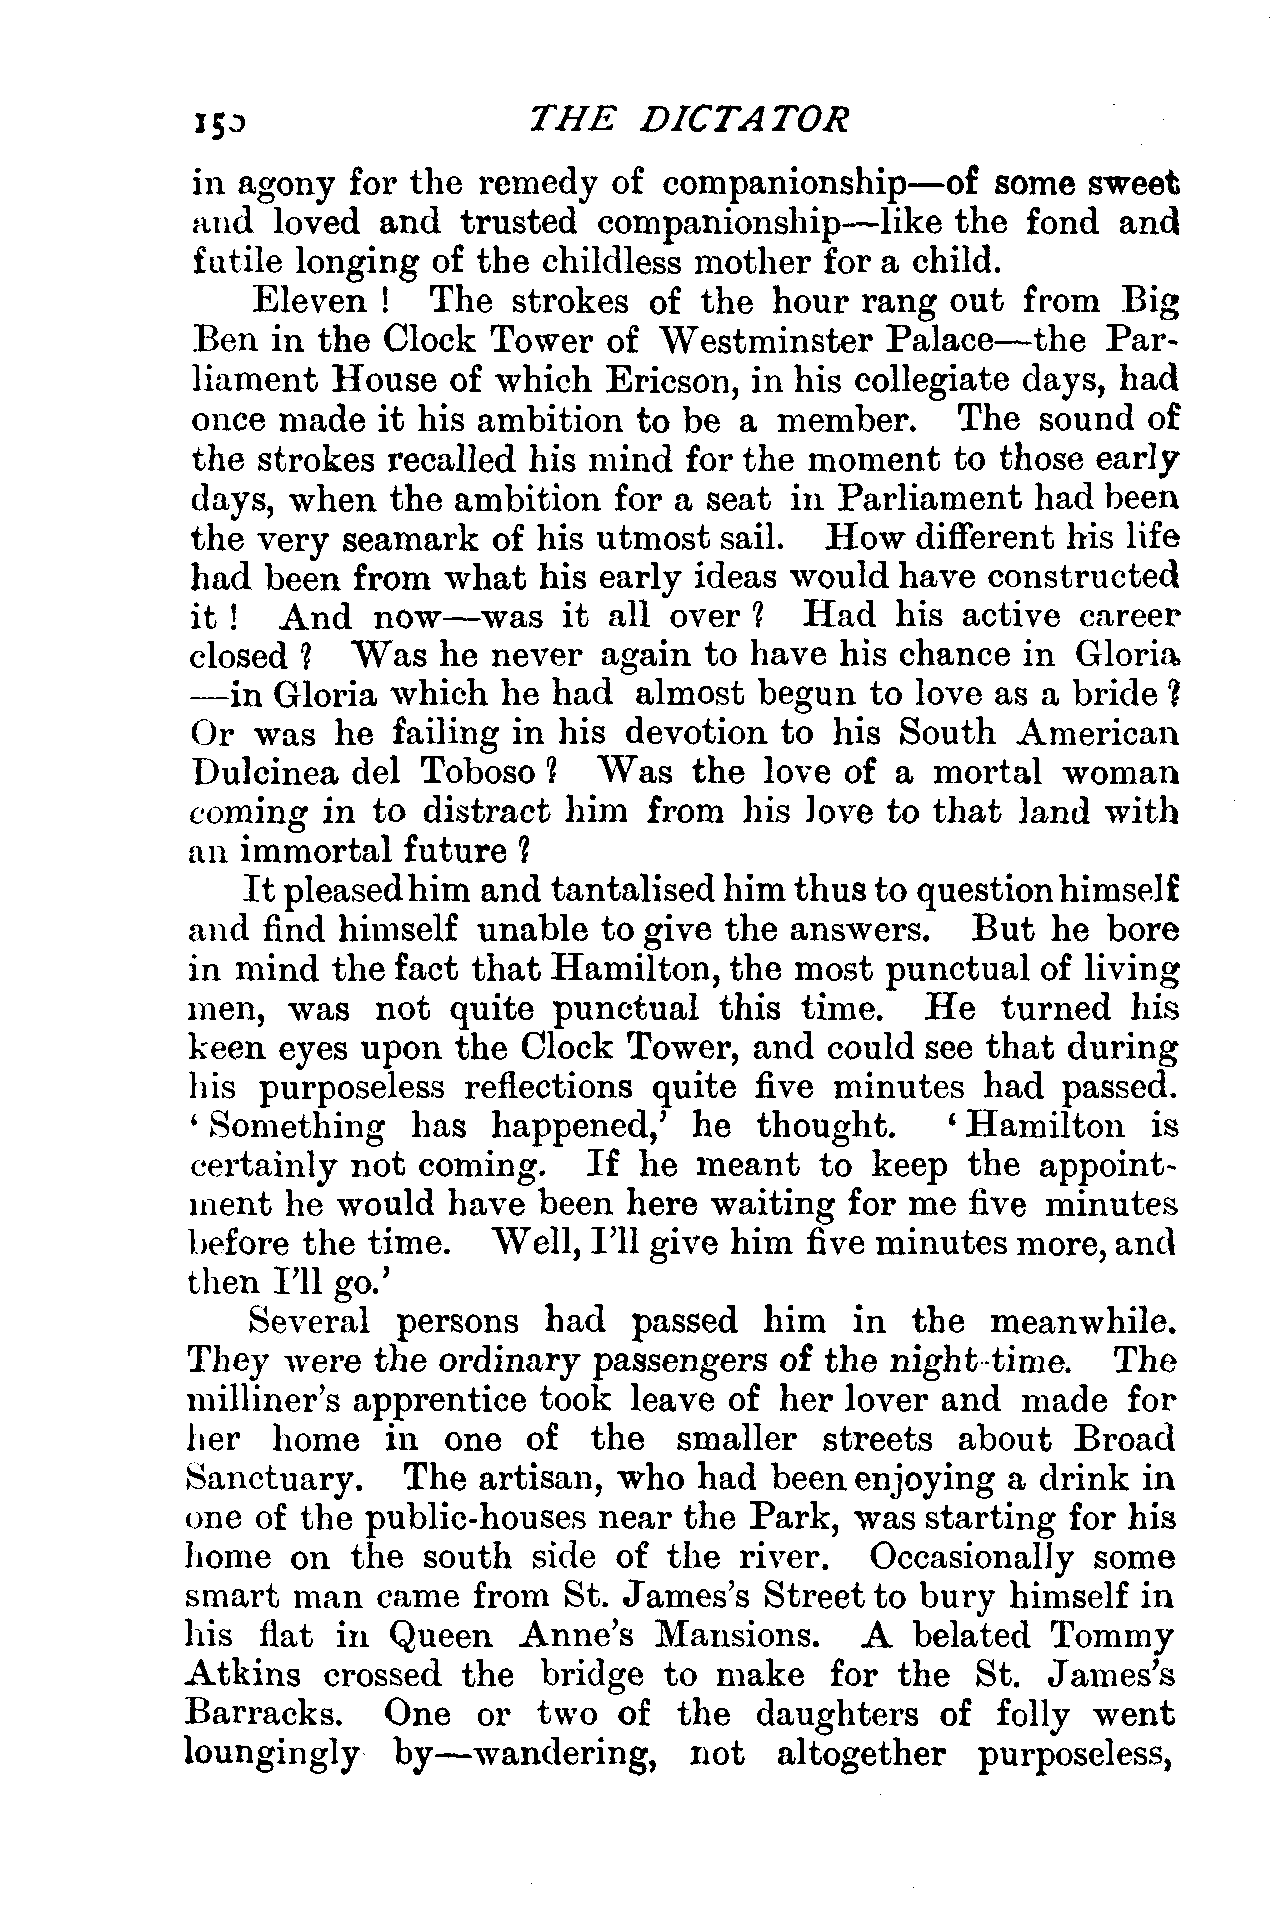 150 THE DICTATOR
in agony for the remedy of companionship—of some sweet
and loved and trusted companionship—like the fond and
futile longing of the childless mother for a child.
Eleven ! The strokes of the hour rang out from Big
Ben in the Clock Tower of Westminster Palace—the Par-
liament House of which Ericson, in his collegiate days, had
once made it his ambition to be a member. The sound of
the strokes recalled his mind for the moment to those early
days, when the ambition for a seat in Parliament had been
the very seamark of his utmost sail. How different his life
had been from what his early ideas would have constructed
it ! And now—was it all over ? Had his active career
closed ? Was he never again to have his chance in Gloria
—in Gloria which he had almost begun to love as a bride ?
Or was he failing in his devotion to his South American
Dulcinea del Toboso ? Was the love of a mortal woman
coming in to distract him from his love to that land with
an immortal future ?
It pleased him and tantalised him thus to question himself
and find himself unable to give the answers. But he bore
in mind the fact that Hamilton, the most punctual of living
men, was not quite punctual this time. He turned his
keen eyes upon the Clock Tower, and could see that during
his purposeless reflections quite five minutes had passed.
‘ Something has happened,’ he thought. ‘ Hamilton is
certainly not coming. If he meant to keep the appoint-
ment he would have been here waiting for me five minutes
before the time. Well, I’ll give him five minutes more, and
then I’ll go.’
Several persons had passed him in the meanwhile.
They were the ordinary passengers of the night-time. The
milliner’s apprentice took leave of her lover and made for
her home in one of the smaller streets about Broad
Sanctuary. The artisan, who had been enjoying a drink in
one of the public-houses near the Park, was starting for his
home on the south side of the river. Occasionally some
smart man came from St. James’s Street to bury himself in
his flat in Queen Anne’s Mansions. A belated Tommy
Atkins crossed the bridge to make for the St. James’s
Barracks. One or two of the daughters of folly went
loungingly by—wandering, not altogether purposeless,